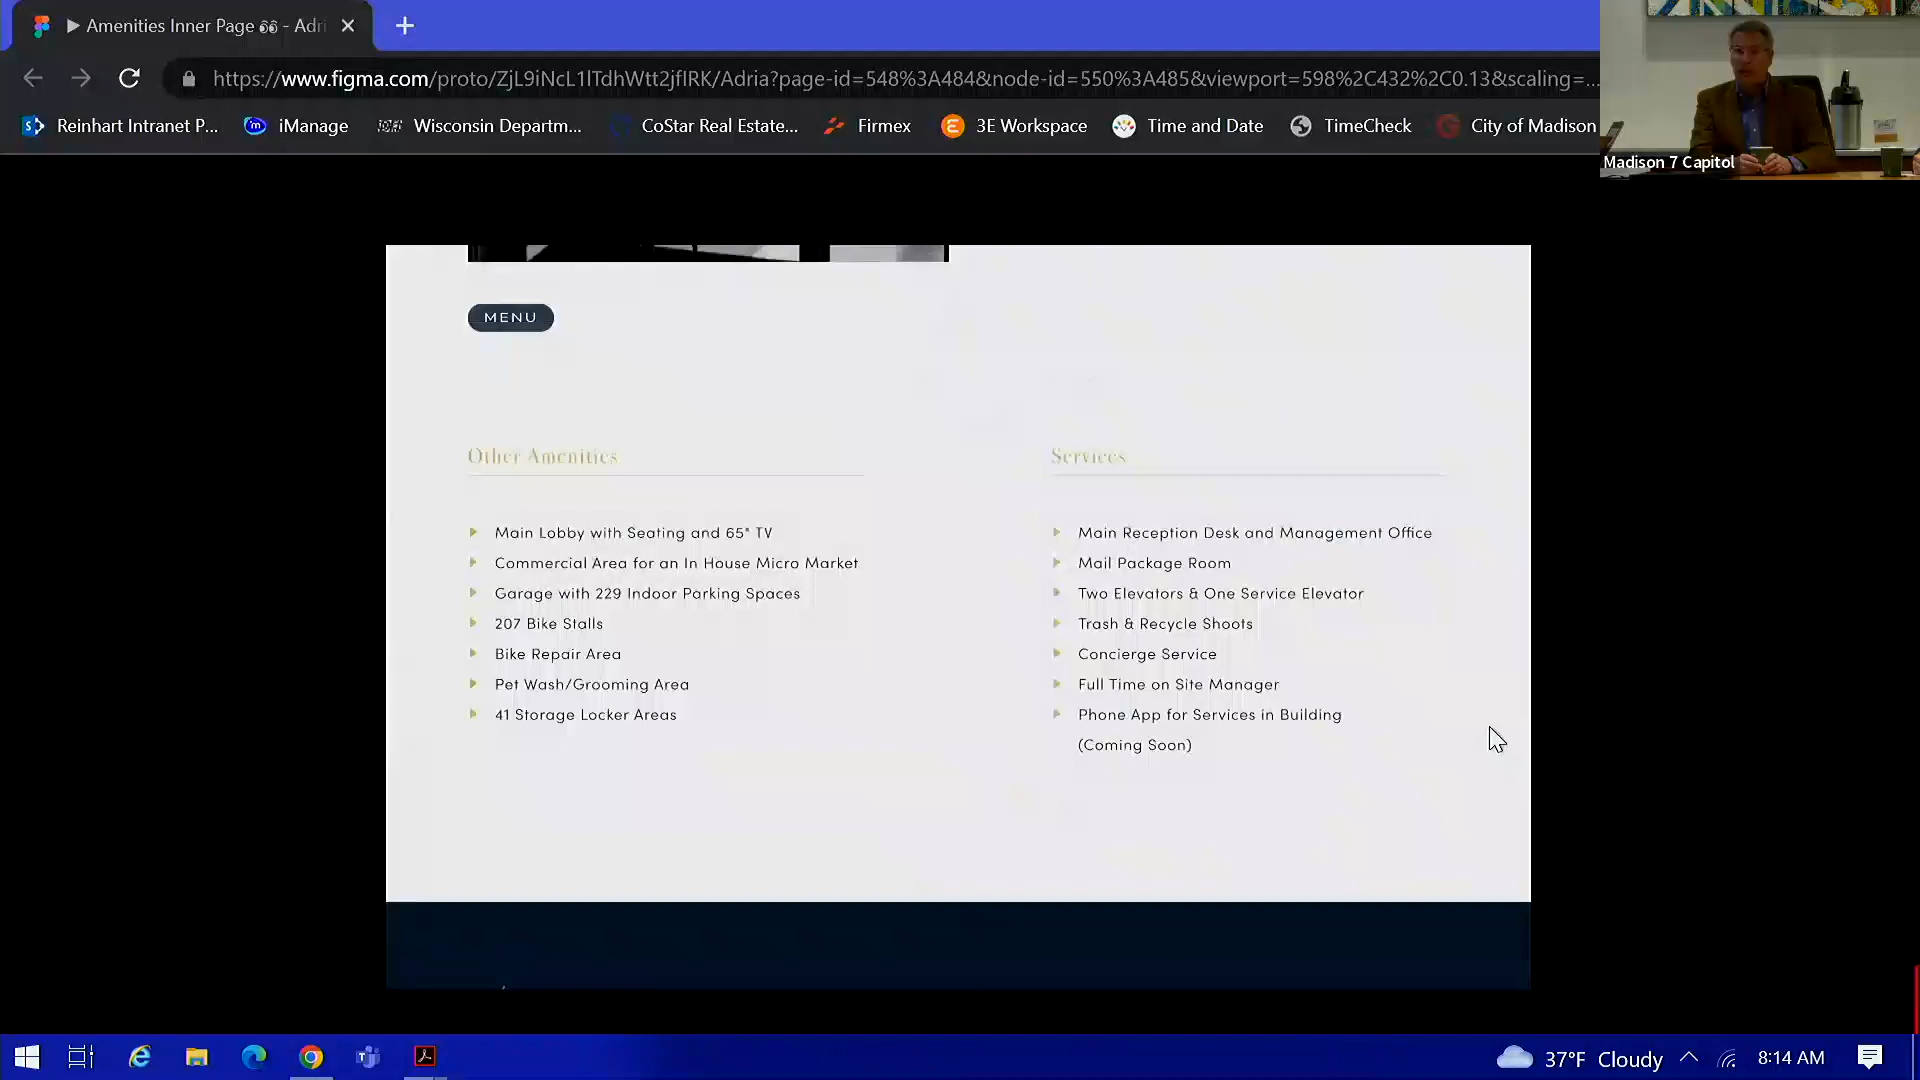 Amenities Inner Page - Adri
https://www.figma.com/proto/ZjL9iNcL1lTdhWtt2jflRK/Adria?page-id=548%3A484&node-id=550%3A485&viewport=598%2C432%2C0.13&scaling=...
Reinhart Intranet P... iManage Wisconsin Departm... CoStar Real Estate... Firmex 3E Workspace Time and Date TimeCheck City of Madison
Madison 7 Capitol
MENU
Other Amenities
Main Lobby with Seating and 65" TV
Commercial Area for an In House Micro Market
Garage with 229 Indoor Parking Spaces
207 Bike Stalls
Bike Repair Area
Pet Wash/Grooming Area
41 Storage Locker Areas
Services
Main Reception Desk and Management Office
Mail Package Room
Two Elevators & One Service Elevator
Trash & Recycle Shoots
Concierge Service
Full Time on Site Manager
Phone App for Services in Building
(Coming Soon)
37°F Cloudy 8:14 AM